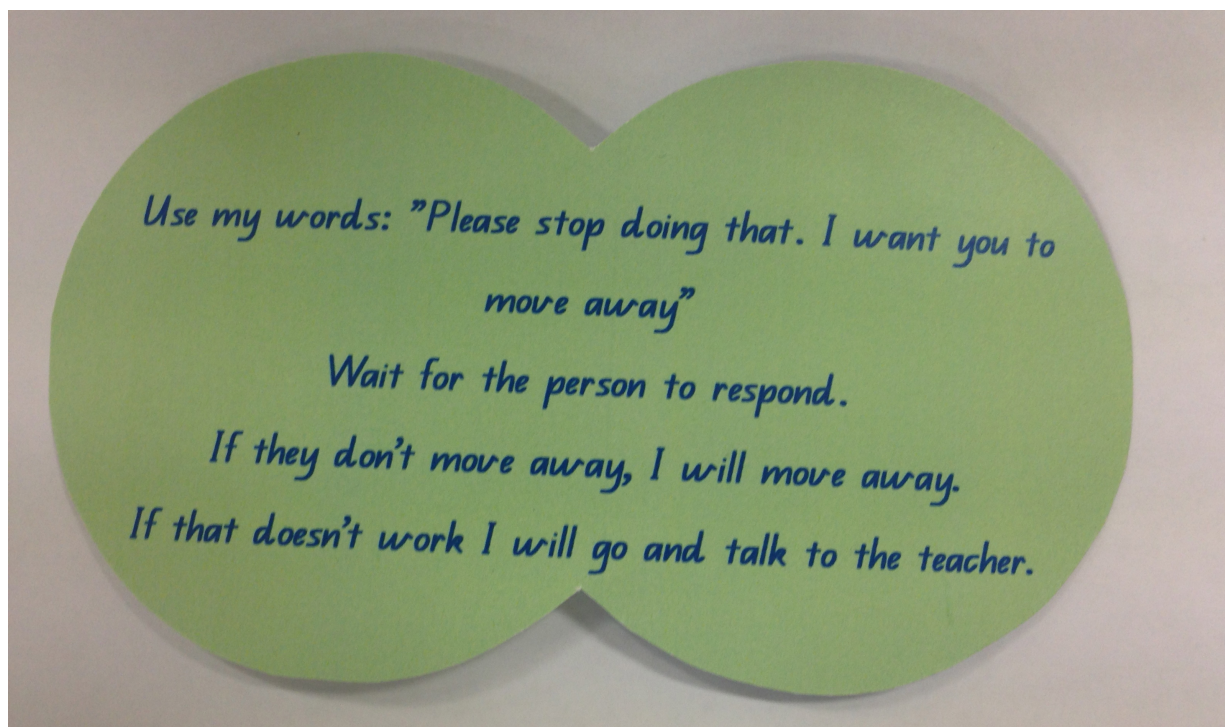 Use my words: ”Please stop doing that. I want you to
move away”
Wait for the person to respond.
If they don’t move away, I will move away.
If that doesn’t work I will go and talk to the teacher.